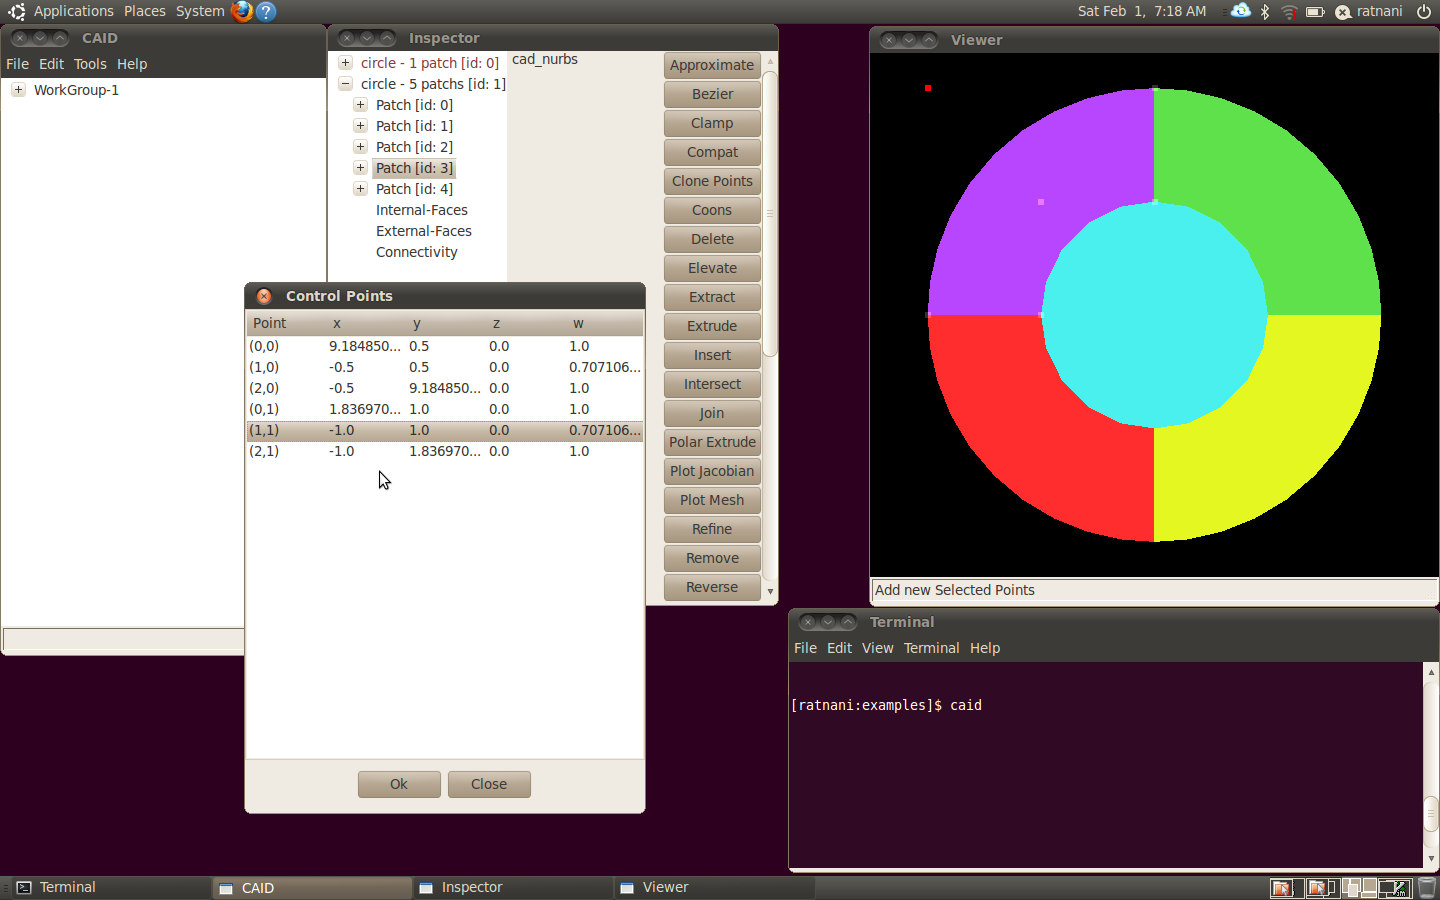 Applications Places System ? Sat Feb 1, 7:18 AM ratnani
CAID
File Edit Tools Help
WorkGroup-1
Inspector
circle - 1 patch [id: 0]
circle - 5 patchs [id: 1]
Patch [id: 0]
Patch [id: 1]
Patch [id: 2]
Patch [id: 3]
Patch [id: 4]
Internal-Faces
External-Faces
Connectivity
cad_nurbs
Approximate
Bezier
Clamp
Compat
Clone Points
Coons
Delete
Elevate
Extract
Extrude
Insert
Intersect
Join
Polar Extrude
Plot Jacobian
Plot Mesh
Refine
Remove
Reverse
Control Points
Point x y z w
(0,0) 9.184850... 0.5 0.0 1.0
(1,0) -0.5 0.5 0.0 0.707106...
(2,0) -0.5 9.184850... 0.0 1.0
(0,1) 1.836970... 1.0 0.0 1.0
(1,1) -1.0 1.0 0.0 0.707106...
(2,1) -1.0 1.836970... 0.0 1.0
Ok Close
Viewer
Add new Selected Points
Terminal
File Edit View Terminal Help
[ratnani:examples]$ caid
Terminal CAID Inspector Viewer